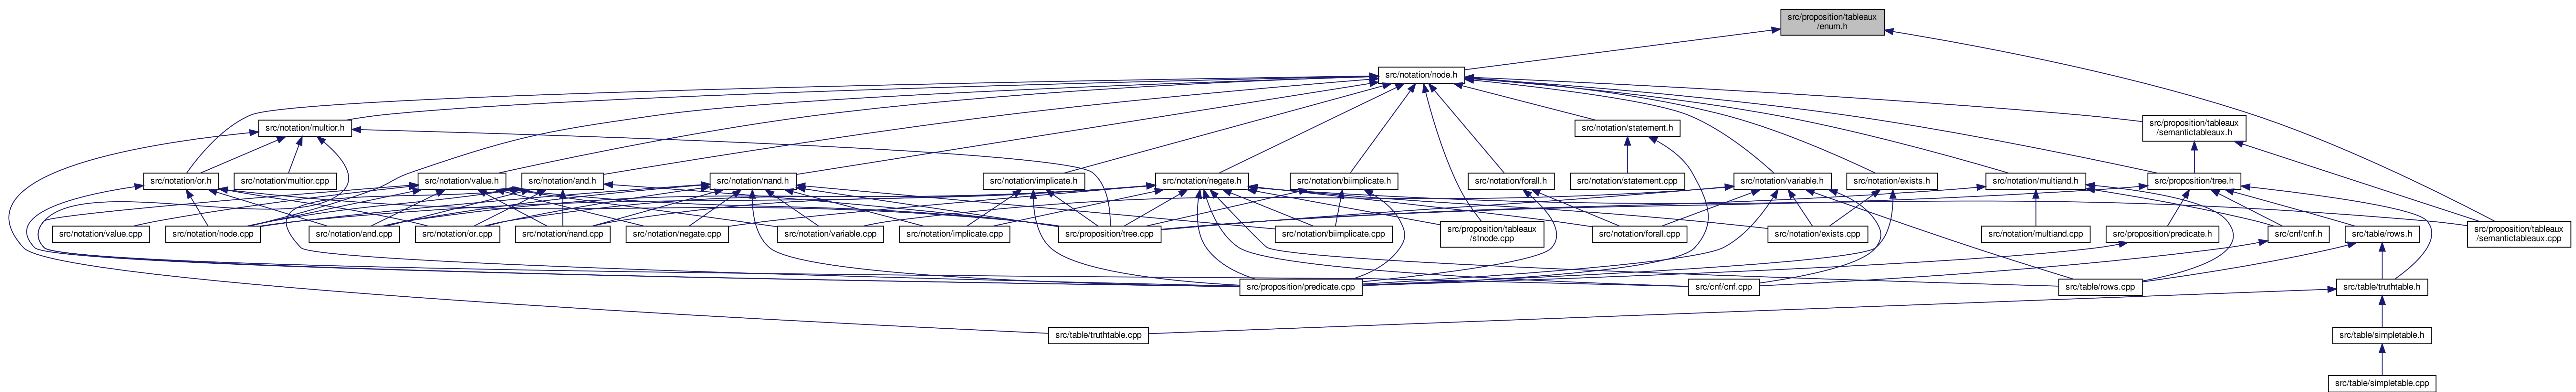 src/proposition/tableaux
/enum.h
src/notation/node.h
src/notation/multior.h
src/notation/statement.h
src/proposition/tableaux
/semantictableaux.h
src/notation/or.h
src/notation/multior.cpp
src/notation/value.h
src/notation/and.h
src/notation/nand.h
src/notation/implicate.h
src/notation/negate.h
src/notation/biimplicate.h
src/notation/forall.h
src/notation/statement.cpp
src/notation/variable.h
src/notation/exists.h
src/notation/multiand.h
src/proposition/tree.h
src/notation/value.cpp
src/notation/node.cpp
src/notation/and.cpp
src/notation/or.cpp
src/notation/nand.cpp
src/notation/negate.cpp
src/notation/variable.cpp
src/notation/implicate.cpp
src/proposition/tree.cpp
src/notation/biimplicate.cpp
src/proposition/tableaux
/stnode.cpp
src/notation/forall.cpp
src/notation/exists.cpp
src/notation/multiand.cpp
src/proposition/predicate.h
src/cnf/cnf.h
src/table/rows.h
src/proposition/tableaux
/semantictableaux.cpp
src/proposition/predicate.cpp
src/cnf/cnf.cpp
src/table/rows.cpp
src/table/truthtable.h
src/table/truthtable.cpp
src/table/simpletable.h
src/table/simpletable.cpp